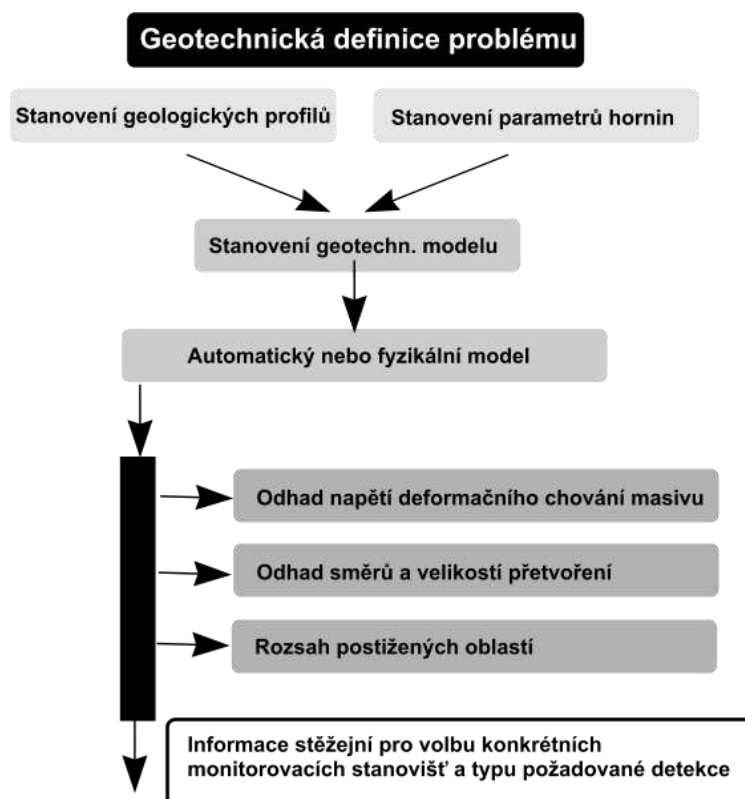 Geotechnická definice problému
Stanovení geologických profilů
Stanovení parametrů hornin
Stanovení geotechn. modelu
Automatický nebo fyzikální model
Odhad napětí deformačního chování masivu
Odhad směrů a velikostí přetvoření
Rozsah postižených oblastí
Informace stěžejní pro volbu konkrétních
monitorovacích stanovišť a typu požadované detekce